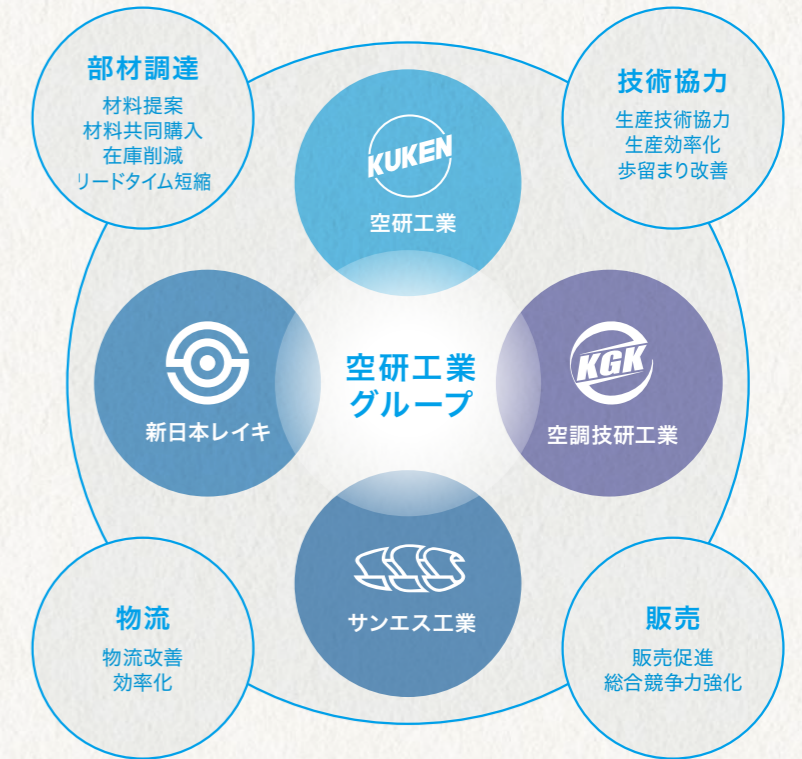 部材調達
材料提案
材料共同購入
在庫削減
リードタイム短縮
技術協力
生産技術協力
生産効率化
歩留まり改善
KUKEN
空研工業
新日本レイキ
空研工業
グループ
KGK
空調技研工業
サンエス工業
物流
物流改善
効率化
販売
販売促進
総合競争力強化